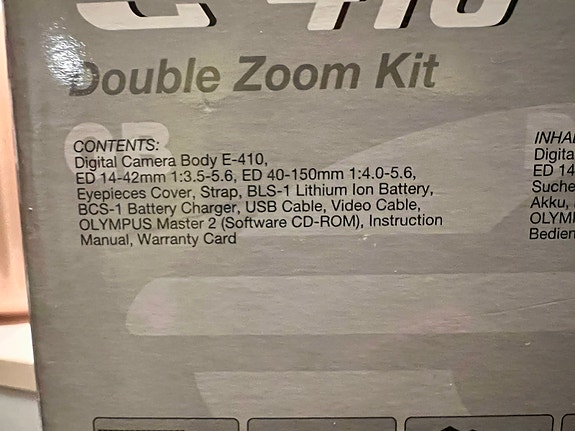 E-410
Double Zoom Kit
GB
CONTENTS:
Digital Camera Body E-410,
ED 14-42mm 1:3.5-5.6, ED 40-150mm 1:4.0-5.6,
Eyepieces Cover, Strap, BLS-1 Lithium Ion Battery,
BCS-1 Battery Charger, USB Cable, Video Cable,
OLYMPUS Master 2 (Software CD-ROM), Instruction
Manual, Warranty Card
INHA
Digita
ED 14
Suche
Akku,
OLYM
Bedien